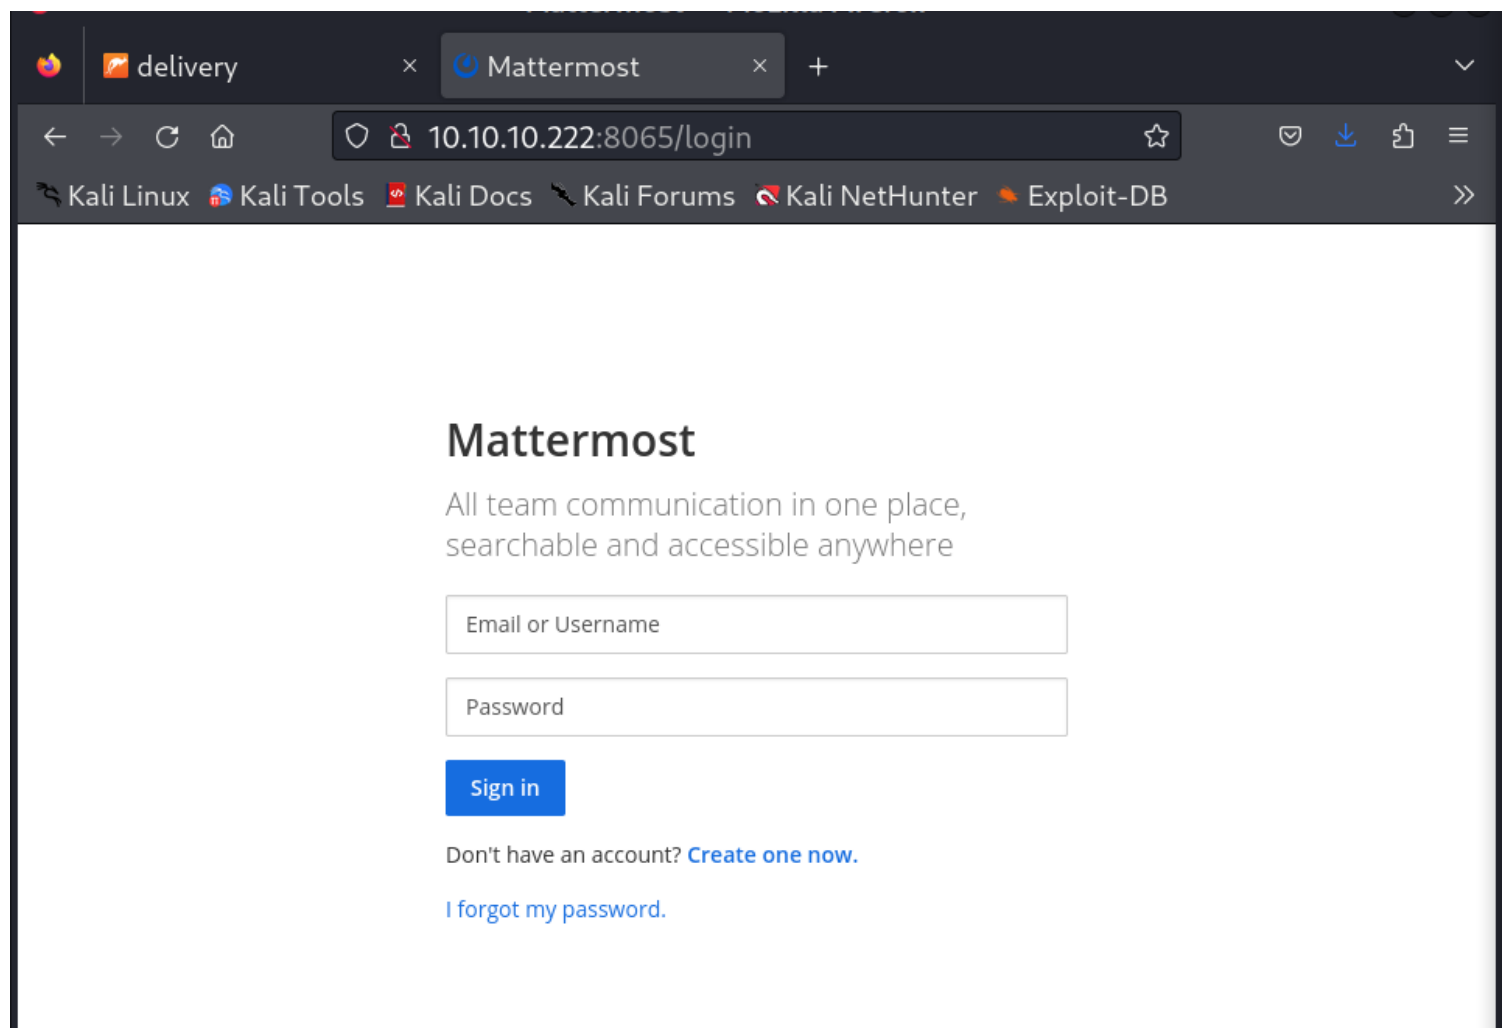 delivery
Mattermost
10.10.10.222:8065/login
Kali Linux Kali Tools Kali Docs Kali Forums Kali NetHunter Exploit-DB
Mattermost
All team communication in one place,
searchable and accessible anywhere
Email or Username
Password
Sign in
Don't have an account? Create one now.
I forgot my password.